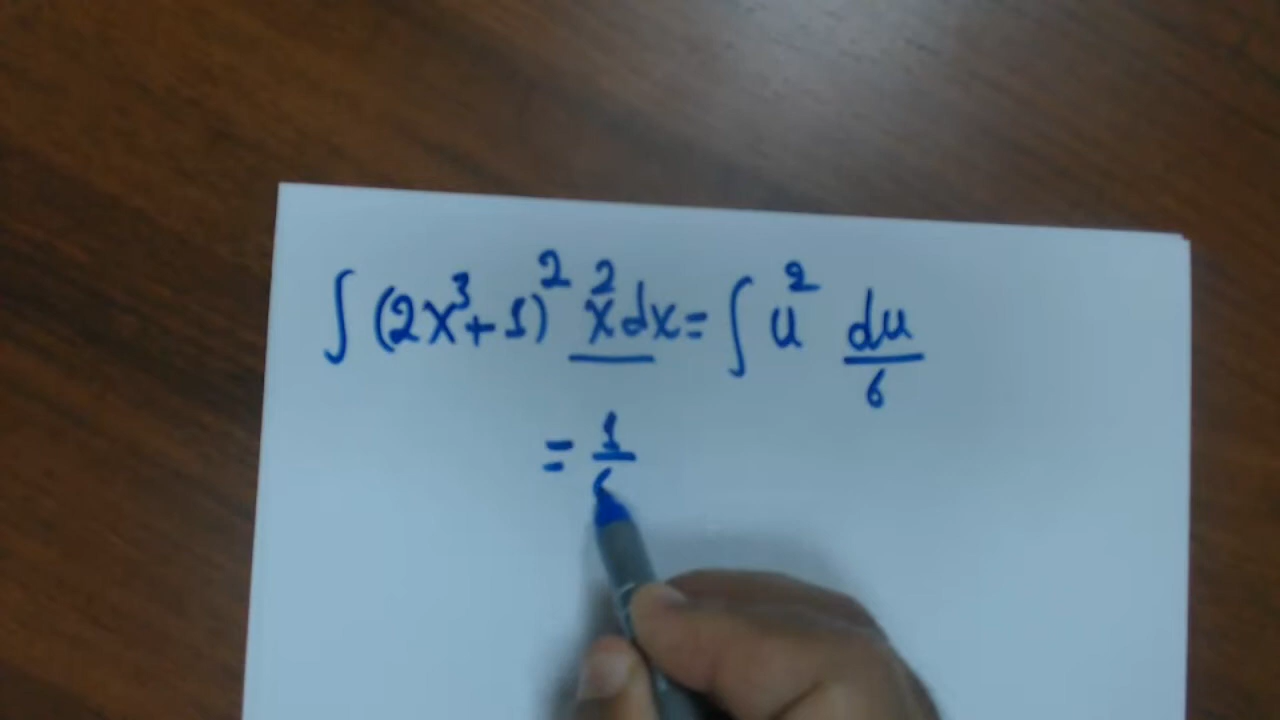 ∫ (2x³+1)² x² dx = ∫ u² du/6
= 1/6